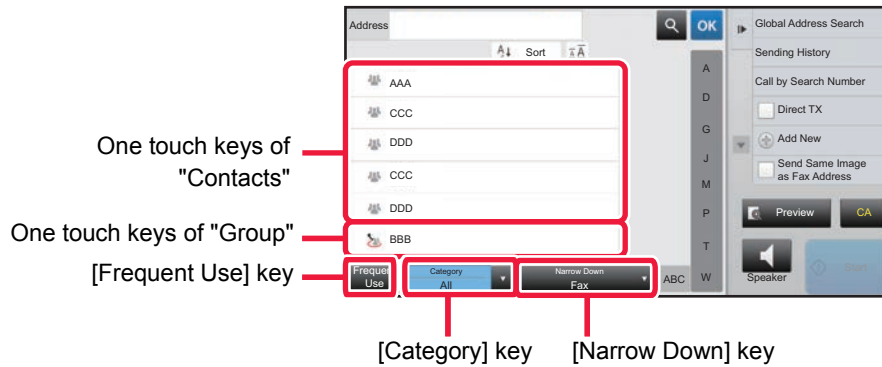 Address
OK
Sort
AAA
CCC
DDD
CCC
DDD
BBB
Frequent
Use
Category
All
Narrow Down
Fax
ABC
A
D
G
J
M
P
T
W
Global Address Search
Sending History
Call by Search Number
Direct TX
Add New
Send Same Image
as Fax Address
Preview
CA
Speaker
Start
One touch keys of
"Contacts"
One touch keys of "Group"
[Frequent Use] key
[Category] key
[Narrow Down] key